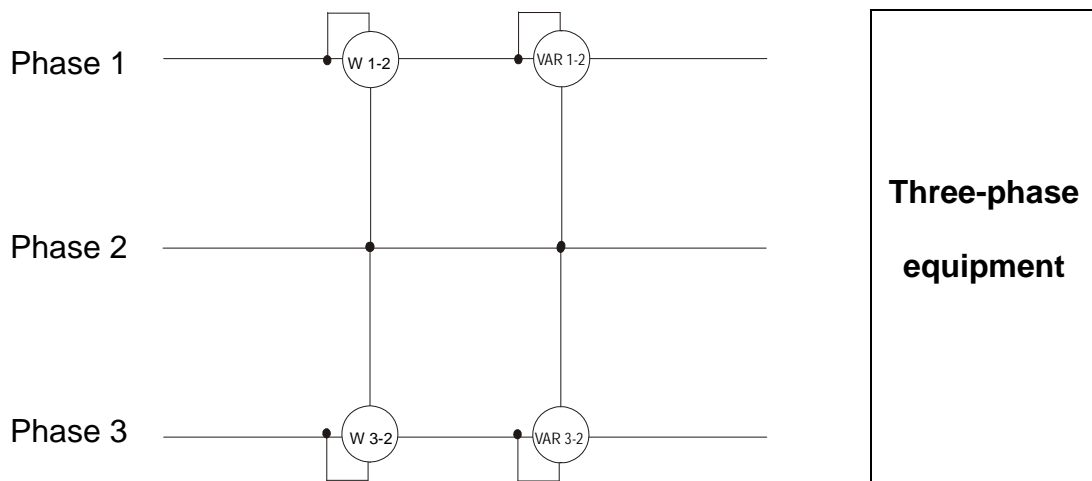 Phase 1
W 1-2
VAR 1-2
Three-phase
equipment
Phase 2
Phase 3
W 3-2
VAR 3-2